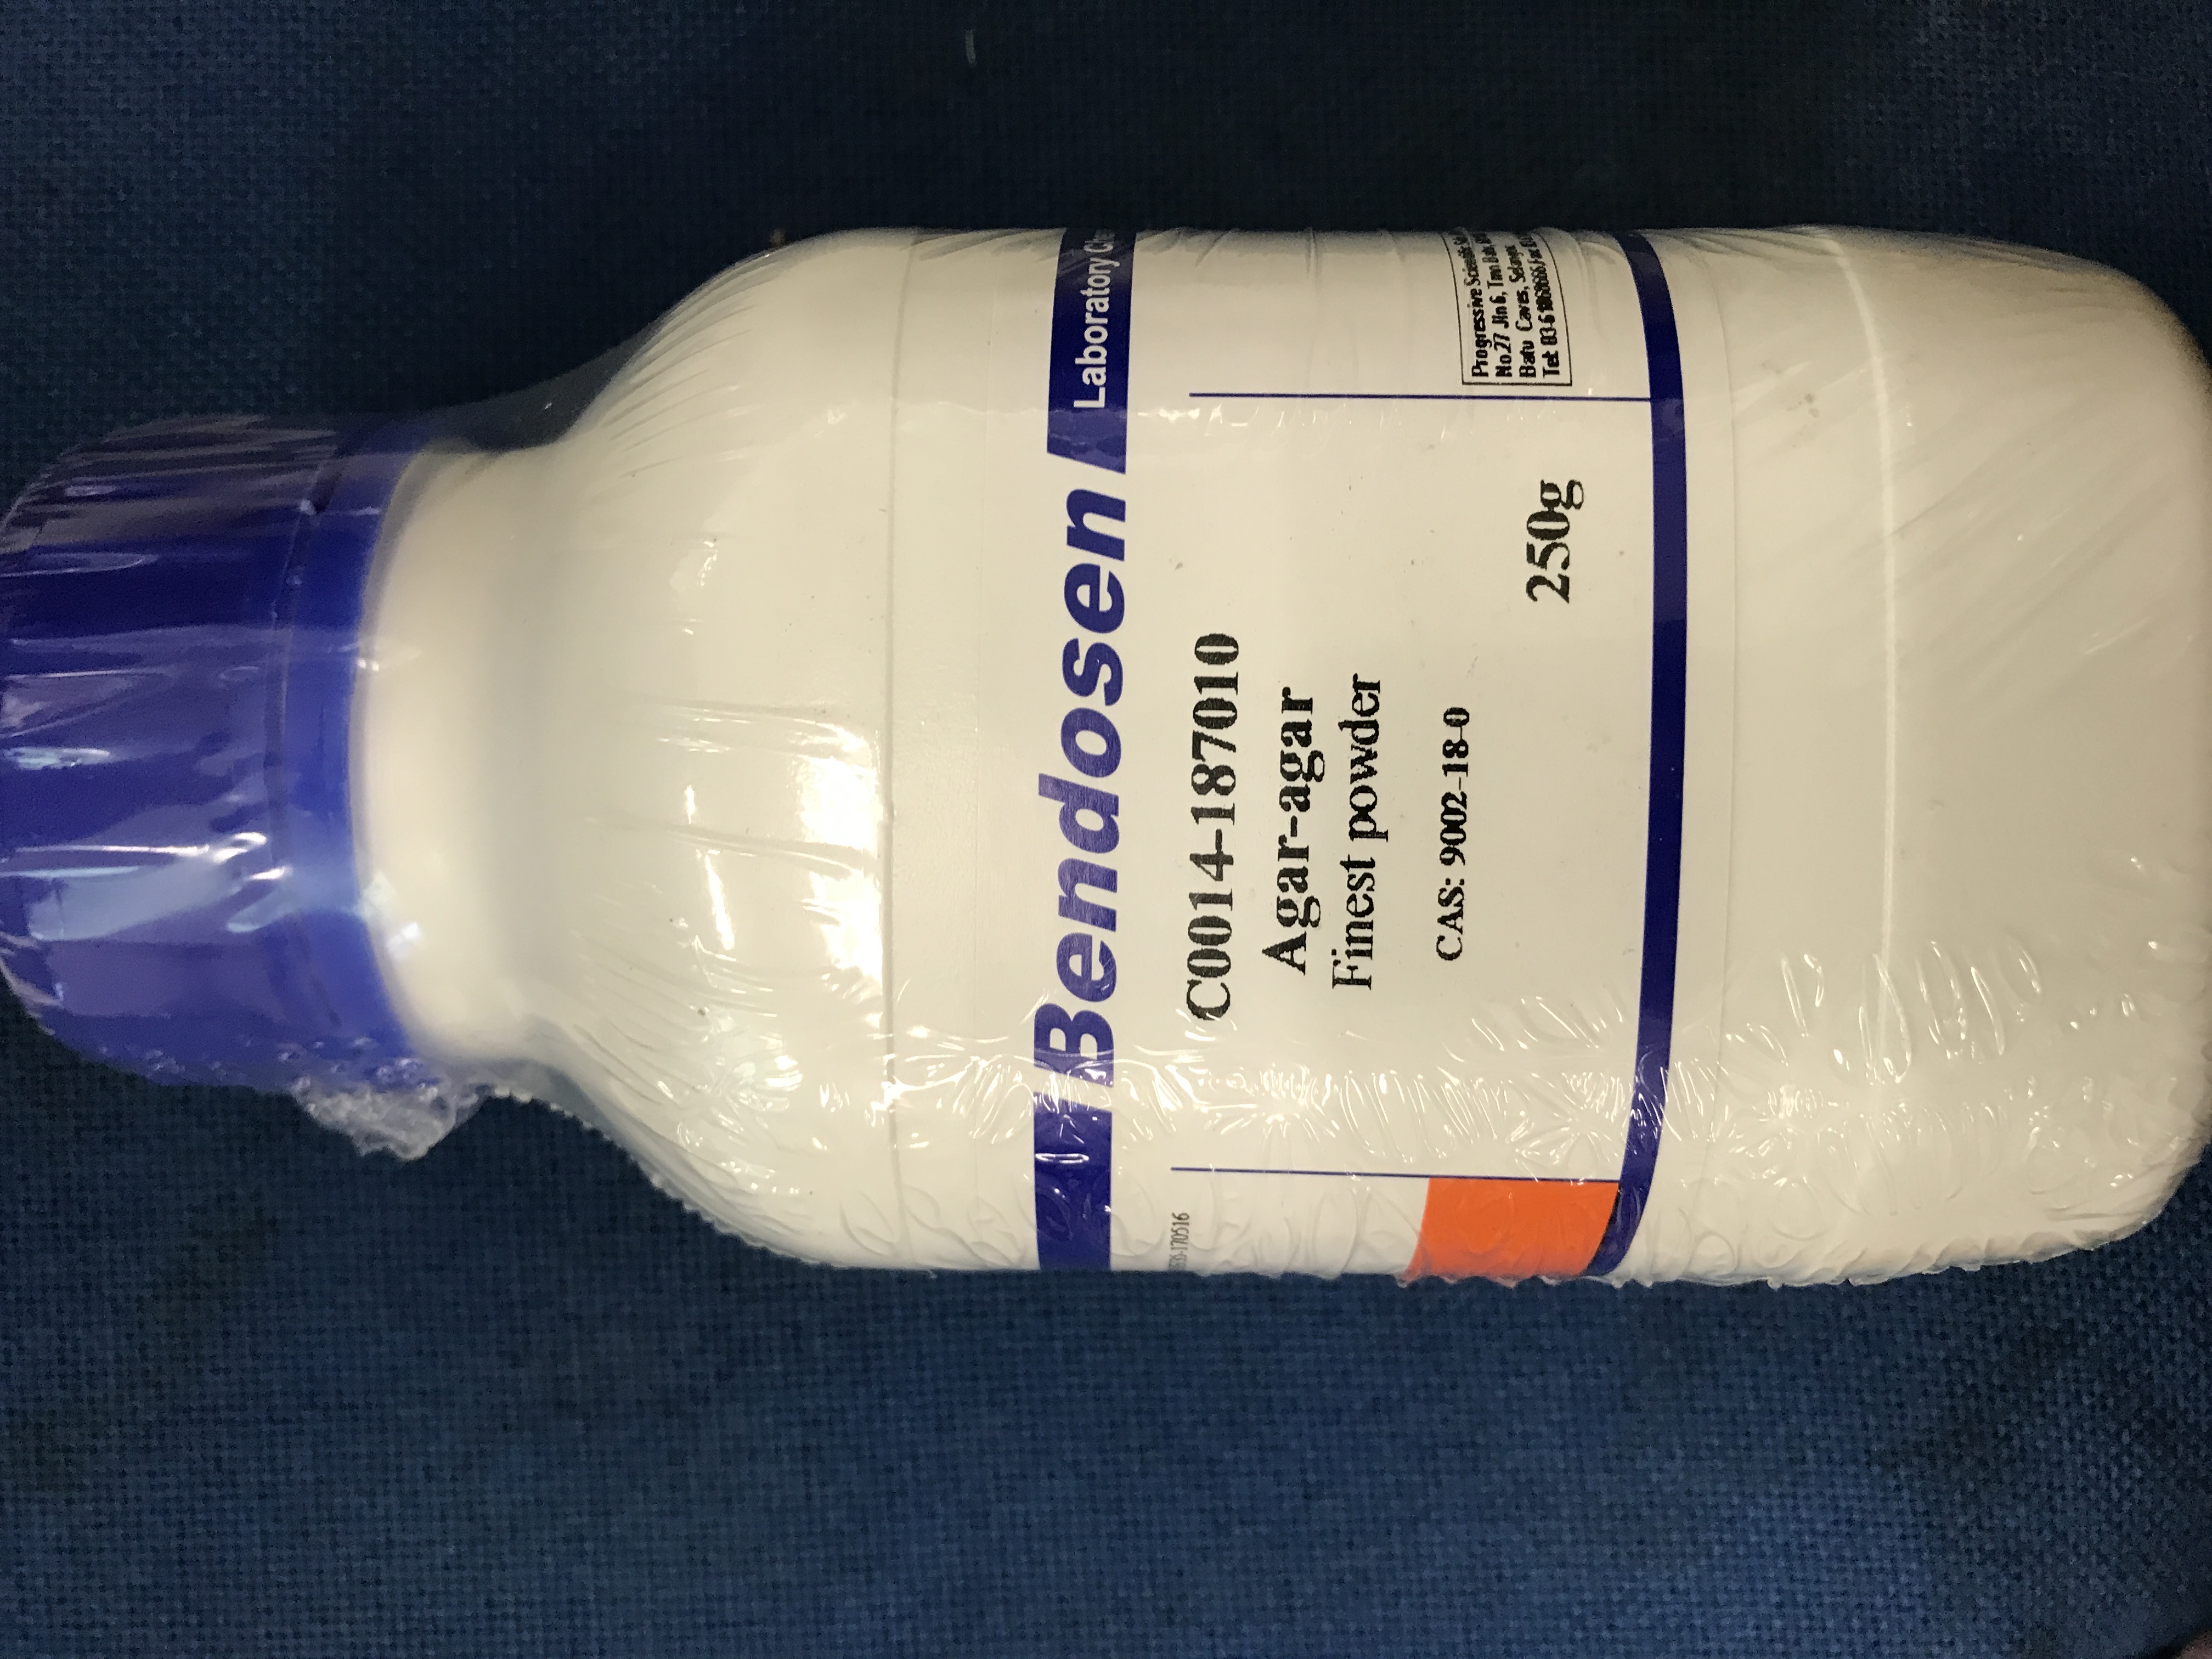 Bendosen
Laboratory
C0014-187010
Agar-agar
Finest powder
CAS: 9002-18-0
250g
Progressive Scientific
No.27 Jln 6,
Batu Caves,
Tel: